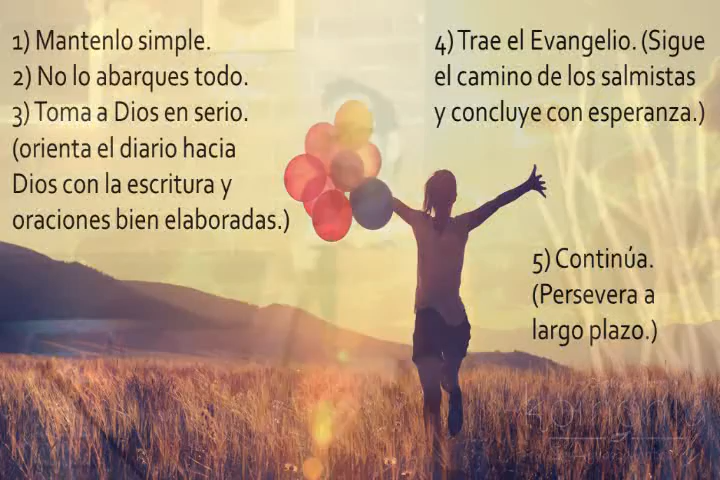 1) Mantenlo simple.
2) No lo abarques todo.
3) Toma a Dios en serio.
(orienta el diario hacia
Dios con la escritura y
oraciones bien elaboradas.)
4) Trae el Evangelio. (Sigue
el camino de los salmistas
y concluye con esperanza.)
5) Continúa.
(Persevera a
largo plazo.)